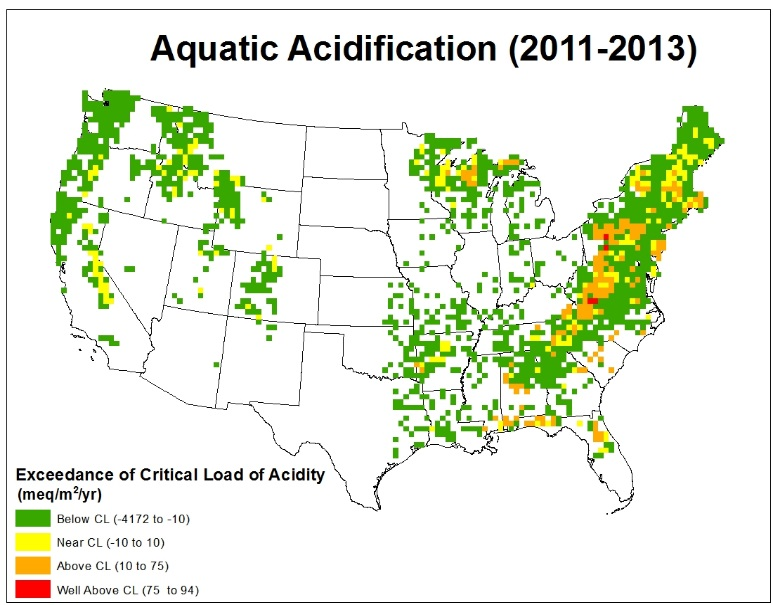 Aquatic Acidification (2011-2013)
Exceedance of Critical Load of Acidity
(meq/m²/yr)
Below CL (-4172 to -10)
Near CL (-10 to 10)
Above CL (10 to 75)
Well Above CL (75 to 94)